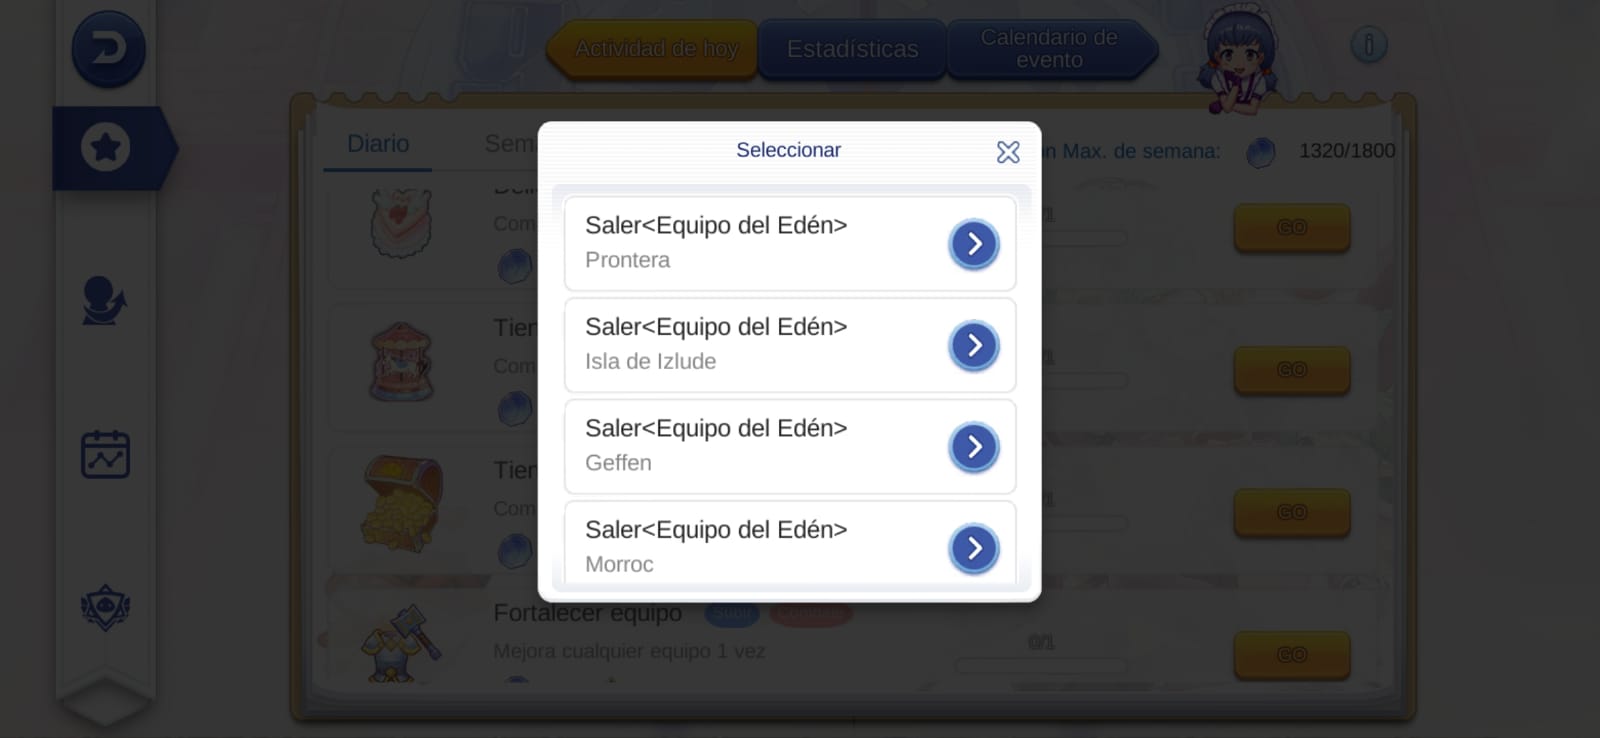 Actividad de hoy
Estadísticas
Calendario de
evento
Diario
Sem
Seleccionar
n Max. de semana:
1320/1800
Com
GO
Saler<Equipo del Edén>
Prontera
Tien
Com
GO
Saler<Equipo del Edén>
Isla de Izlude
Tien
Com
GO
Saler<Equipo del Edén>
Geffen
Saler<Equipo del Edén>
Morroc
Fortalecer equipo
Subir
Mejora cualquier equipo 1 vez
0/1
GO